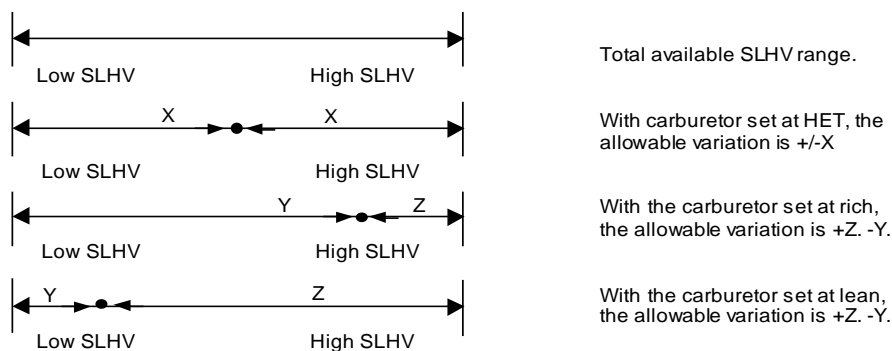 Low SLHV High SLHV
Total available SLHV range.
X X
Low SLHV High SLHV
With carburetor set at HET, the
allowable variation is +/-X
Y Z
Low SLHV High SLHV
With the carburetor set at rich,
the allowable variation is +Z. -Y.
Y Z
Low SLHV High SLHV
With the carburetor set at lean,
the allowable variation is +Z. -Y.